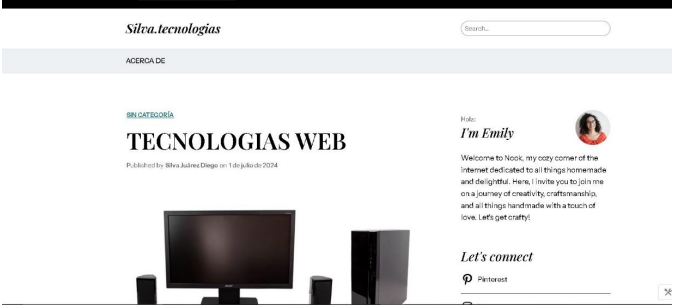 Silva.tecnologias
Search...
ACERCA DE
SIN CATEGORÍA
TECNOLOGIAS WEB
Published by Silva Juárez Diego on 1 de julio de 2024
Hola:
I'm Emily
Welcome to Nook, my cozy corner of the
internet dedicated to all things homemade
and delightful. Here, I invite you to join me
on a journey of creativity, craftsmanship,
and all things handmade with a touch of
love. Let's get crafty!
Let's connect
Pinterest